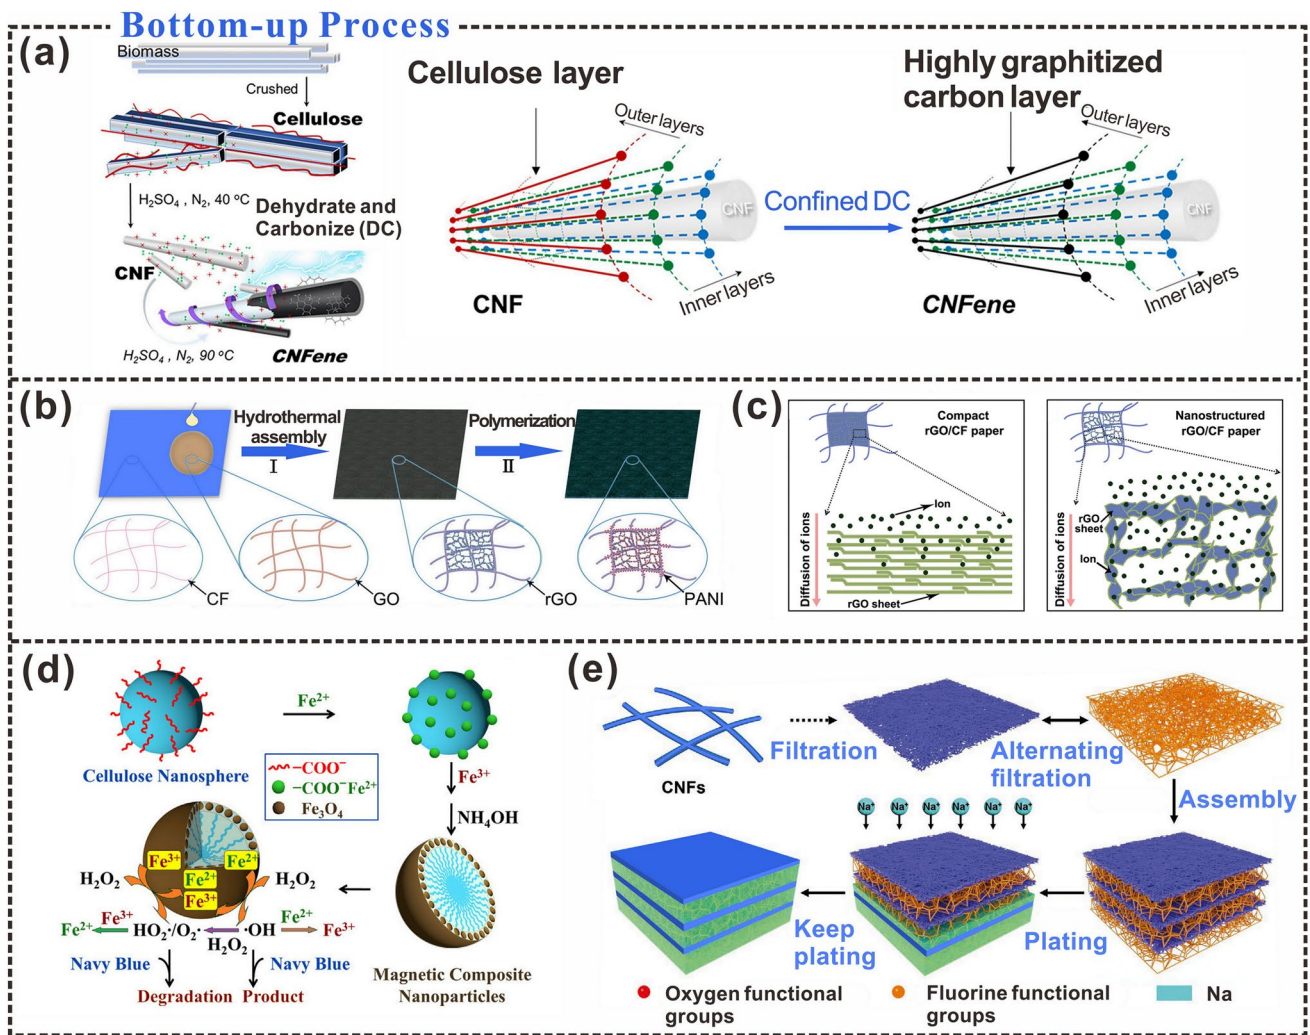 Bottom-up Process
(a)
Biomass
Crushed
Cellulose
H₂SO₄ , N₂, 40 ºC
Dehydrate and
Carbonize (DC)
CNF
H₂SO₄ , N₂, 90 ºC
CNFene
Cellulose layer
Outer layers
CNF
Inner layers
CNF
Confined DC
Highly graphitized
carbon layer
Outer layers
CNF
Inner layers
CNFene
(b)
Hydrothermal
assembly
I
Polymerization
II
CF
GO
rGO
PANI
(c)
Compact
rGO/CF paper
Ion
Diffusion of ions
rGO sheet
Nanostructured
rGO/CF paper
rGO
sheet
Ion
Diffusion of ions
(d)
Fe²⁺
Cellulose Nanosphere
–COO⁻
–COO⁻Fe²⁺
Fe₃O₄
Fe³⁺
NH₄OH
Fe³⁺
Fe²⁺
Fe²⁺
Fe³⁺
H₂O₂
H₂O₂
Fe²⁺
Fe³⁺
HO₂·/O₂·
H₂O₂
·OH
Fe²⁺
Fe³⁺
Navy Blue
Navy Blue
Degradation Product
Magnetic Composite
Nanoparticles
(e)
CNFs
Filtration
Alternating
filtration
Assembly
Na⁺ Na⁺ Na⁺ Na⁺ Na⁺ Na⁺
Plating
Keep
plating
Oxygen functional
groups
Fluorine functional
groups
Na